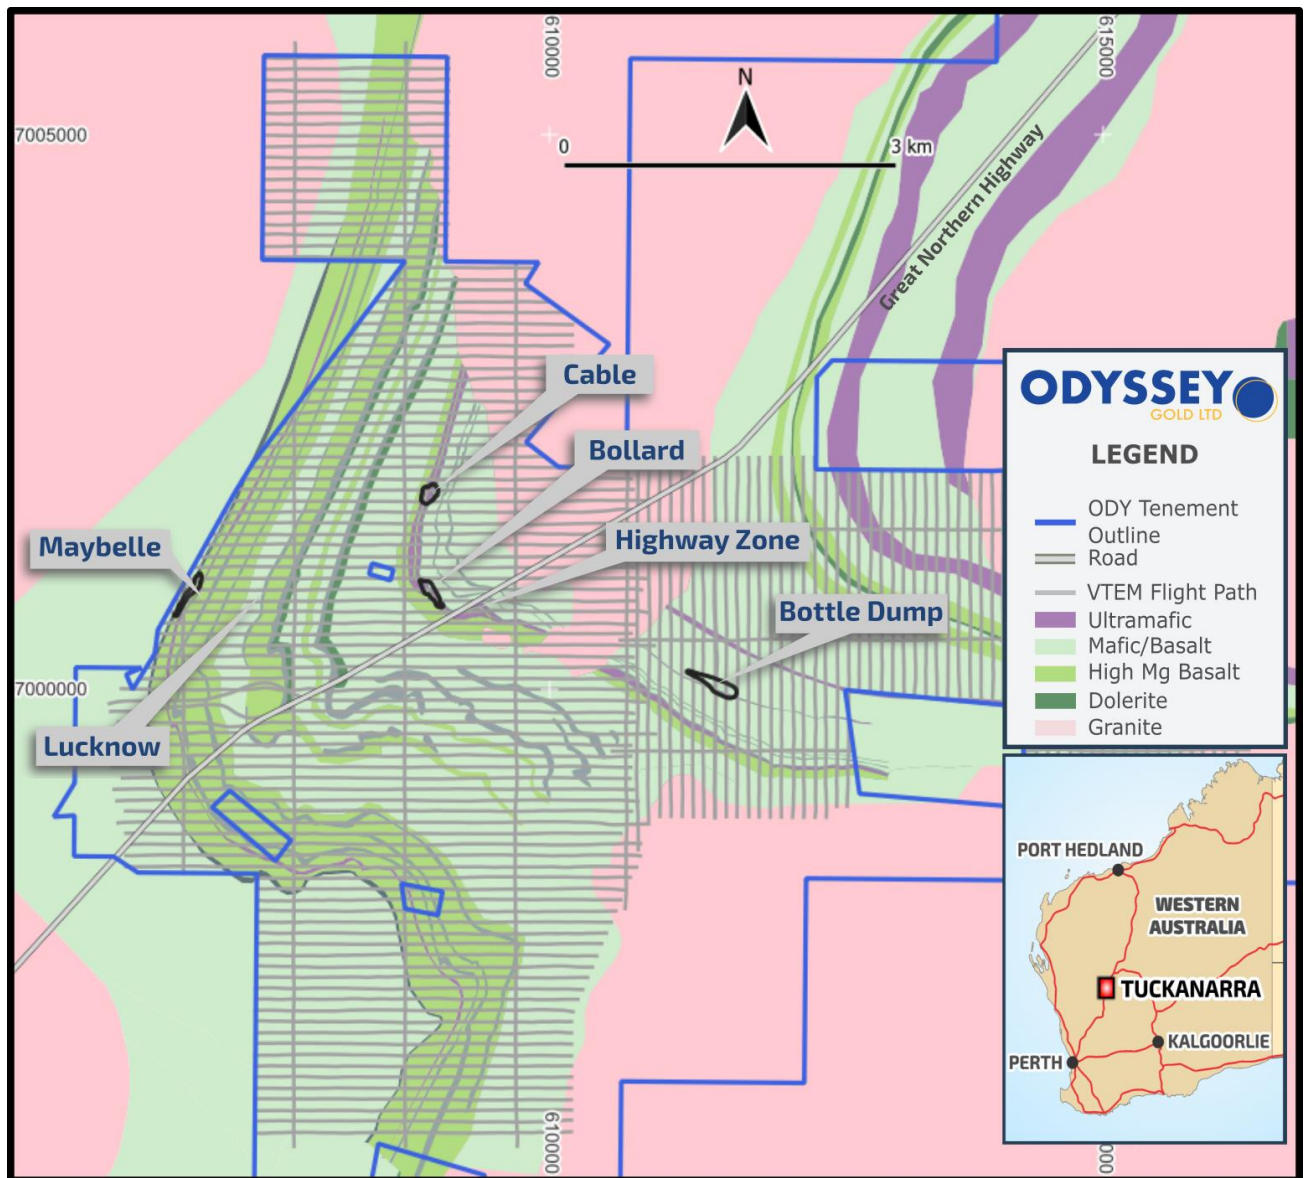 610000
615000
N
7005000
0
3 km
Great Northern Highway
Cable
Bollard
Highway Zone
Maybelle
Bottle Dump
7000000
Lucknow
ODYSSEY
GOLD LTD
LEGEND
ODY Tenement
Outline
Road
VTEM Flight Path
Ultramafic
Mafic/Basalt
High Mg Basalt
Dolerite
Granite
PORT HEDLAND
WESTERN
AUSTRALIA
TUCKANARRA
KALGOORLIE
PERTH
610000
000